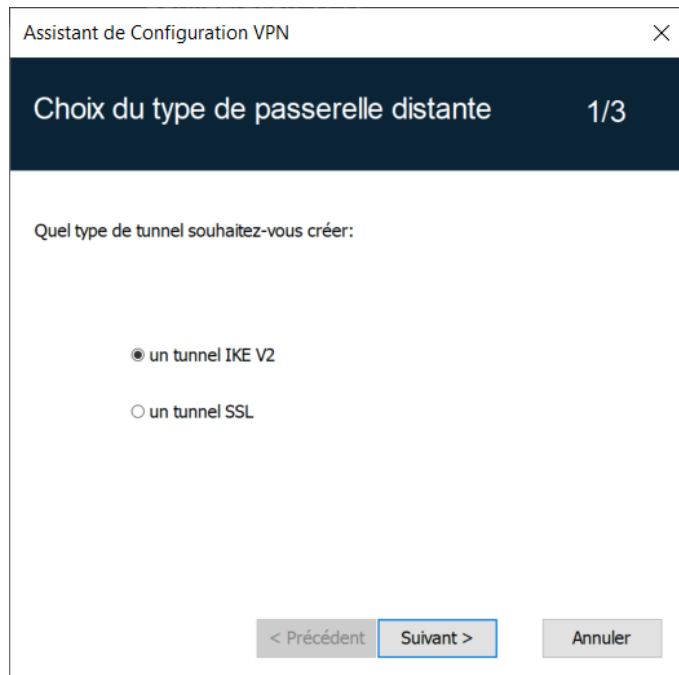 Assistant de Configuration VPN
Choix du type de passerelle distante 1/3
Quel type de tunnel souhaitez-vous créer:
un tunnel IKE V2
un tunnel SSL
< Précédent Suivant > Annuler